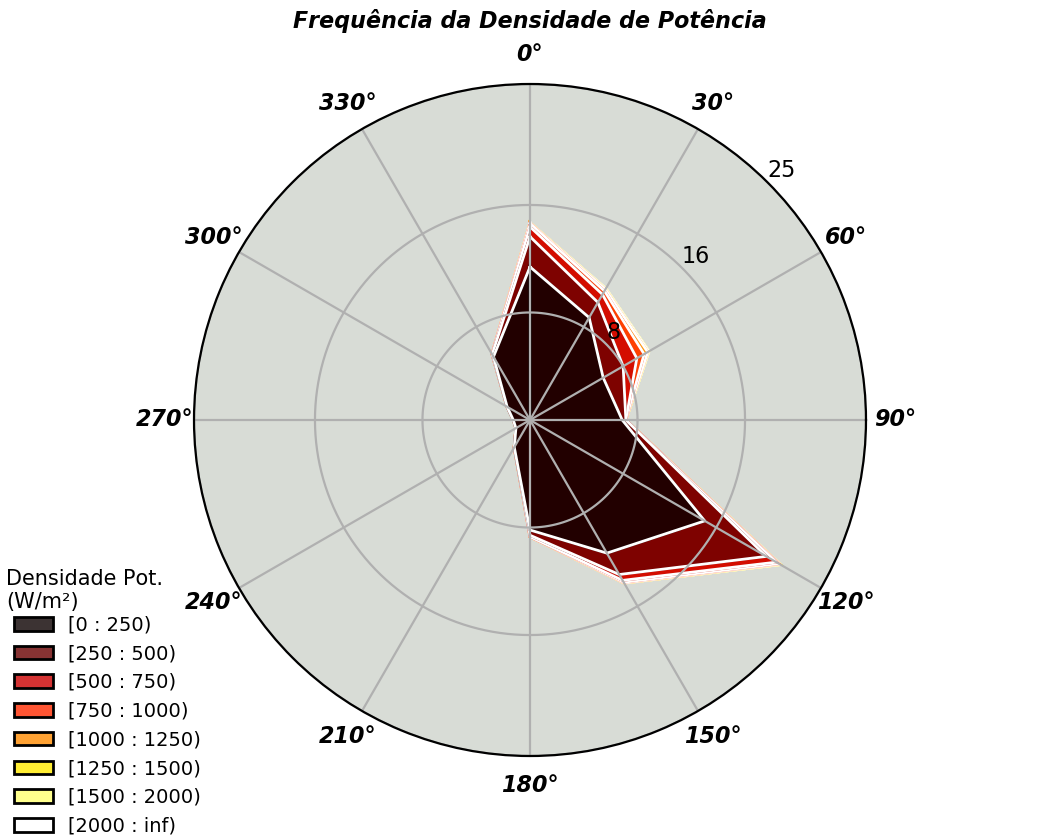 Frequência da Densidade de Potência
0°
330°
30°
25
300°
60°
16
8
270°
90°
Densidade Pot.
(W/m²)
240°
120°
[0 : 250)
[250 : 500)
[500 : 750)
[750 : 1000)
[1000 : 1250)
[1250 : 1500)
[1500 : 2000)
[2000 : inf)
210°
150°
180°